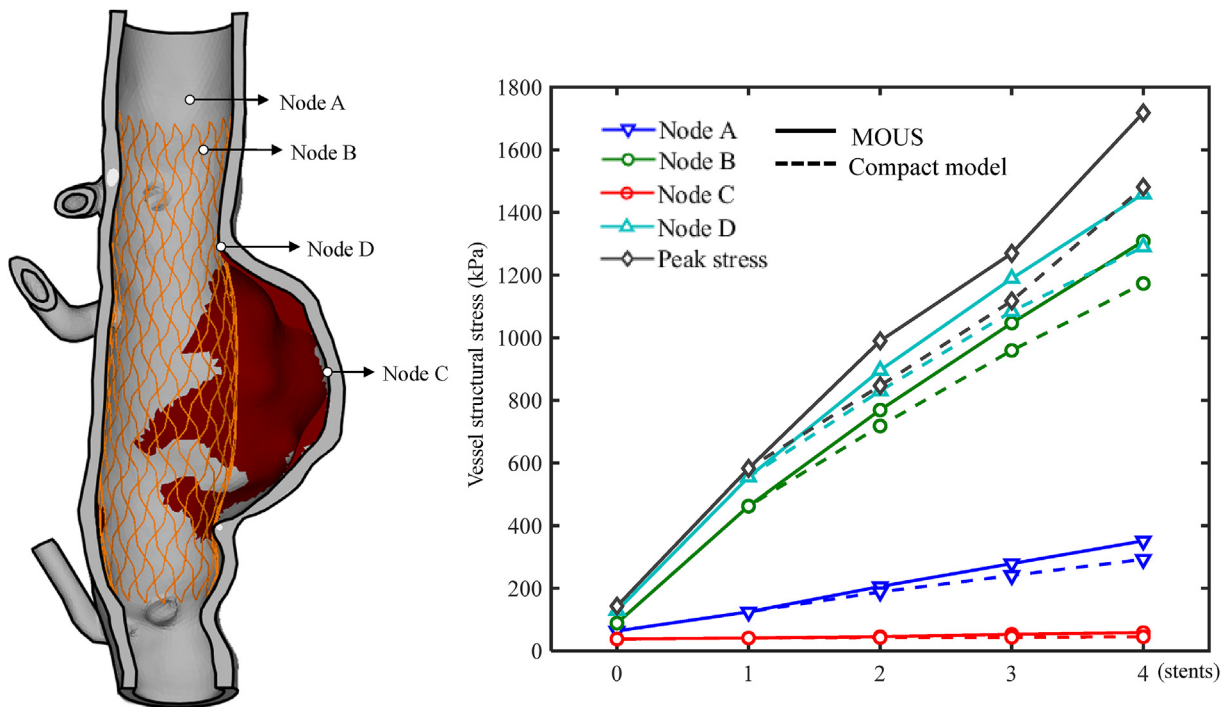 Node A
Node B
Node D
Node C
Vessel structural stress (kPa)
1800
1600
1400
1200
1000
800
600
400
200
0
Node A
Node B
Node C
Node D
Peak stress
MOUS
Compact model
0 1 2 3 4 (stents)